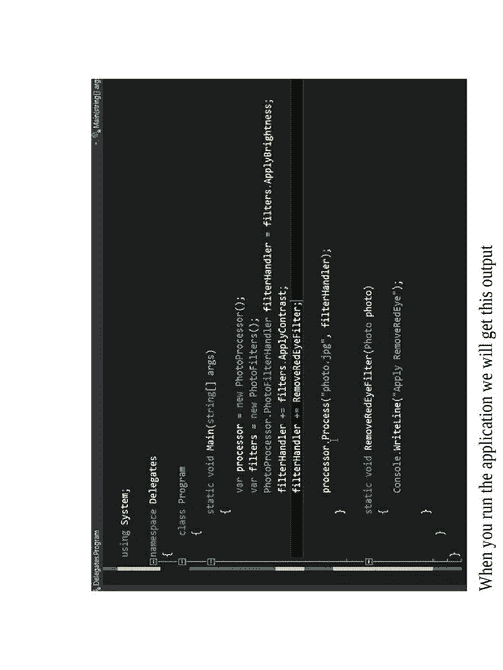 Delegates.Program
Main(string[] arg
using System;
namespace Delegates
{
class Program
{
static void Main(string[] args)
{
var processor = new PhotoProcessor();
var filters = new PhotoFilters();
PhotoProcessor.PhotoFilterHandler filterHandler = filters.ApplyBrightness;
filterHandler += filters.ApplyContrast;
filterHandler += RemoveRedEyeFilter;
processor.Process("photo.jpg", filterHandler);
}
static void RemoveRedEyeFilter(Photo photo)
{
Console.WriteLine("Apply RemoveRedEye");
}
}
}
When you run the application we will get this output